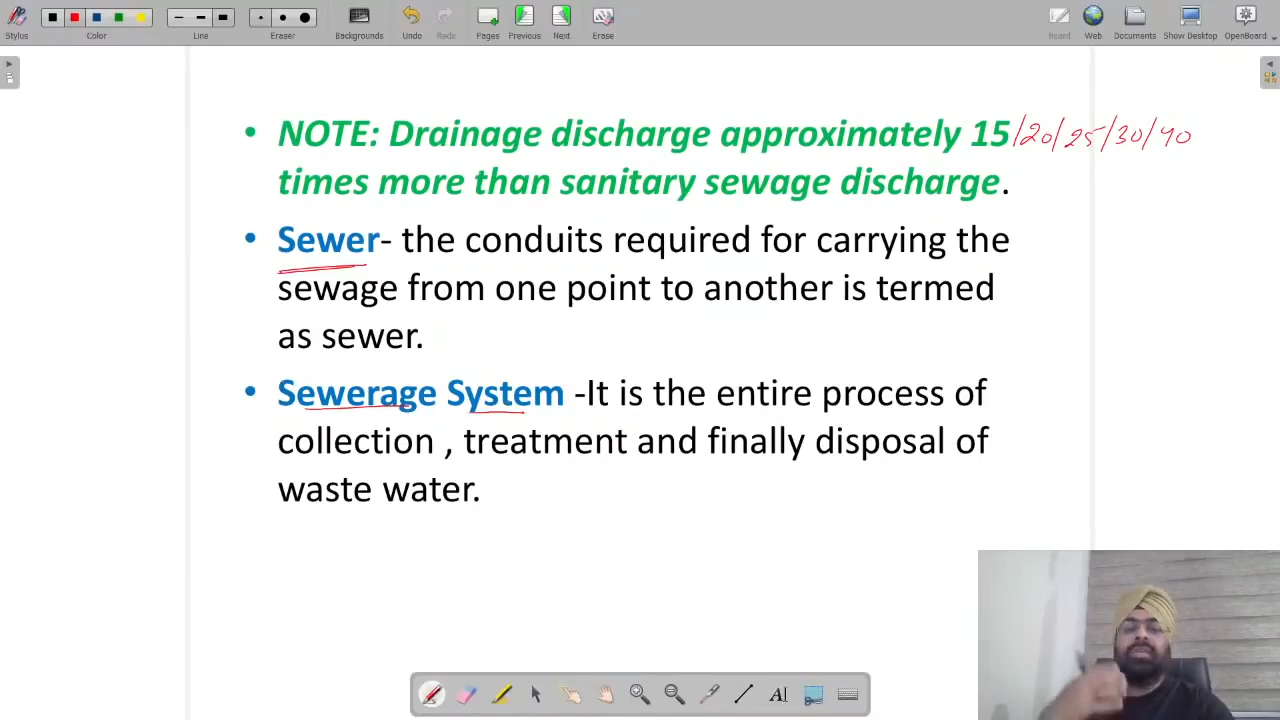 Stylus
Color
Line
Eraser
Backgrounds
Undo
Redo
Pages
Previous
Next
Erase
Board
Web
Documents
Show Desktop
OpenBoard
• NOTE: Drainage discharge approximately 15/20/25/30/40
times more than sanitary sewage discharge.
• Sewer- the conduits required for carrying the
sewage from one point to another is termed
as sewer.
• Sewerage System -It is the entire process of
collection , treatment and finally disposal of
waste water.